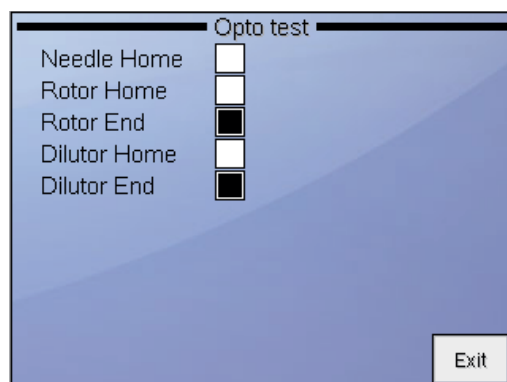 Opto test
Needle Home
Rotor Home
Rotor End
Dilutor Home
Dilutor End
Exit